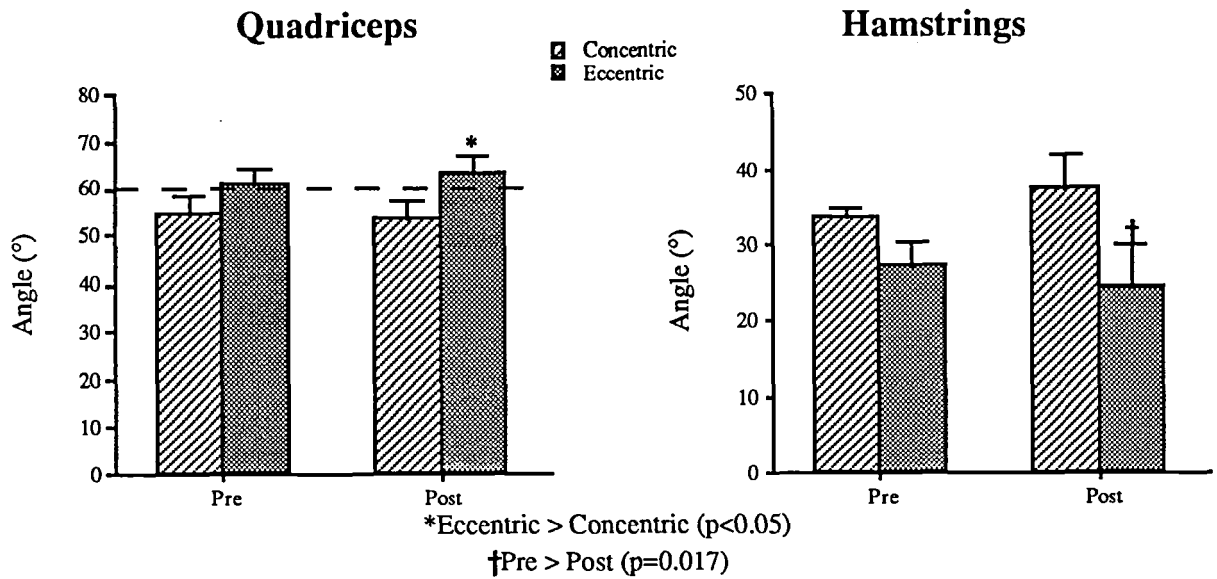 Quadriceps
Concentric
Eccentric
Hamstrings
Angle (°)
80
70
60
50
40
30
20
10
0
*
Pre
Post
Angle (°)
50
40
30
20
10
0
†
Pre
Post
*Eccentric > Concentric (p<0.05)
†Pre > Post (p=0.017)